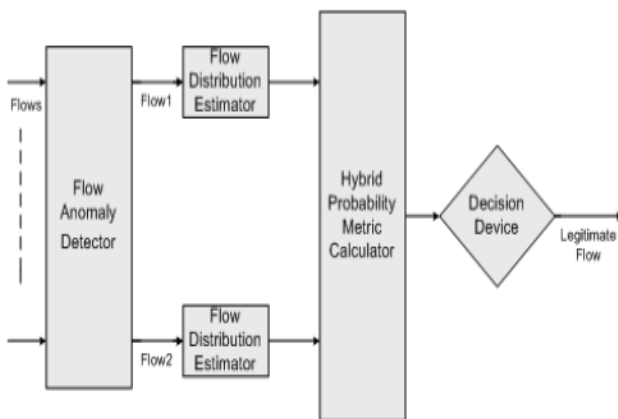 Flows
Flow
Anomaly
Detector
Flow1
Flow
Distribution
Estimator
Flow2
Flow
Distribution
Estimator
Hybrid
Probability
Metric
Calculator
Decision
Device
Legitimate
Flow